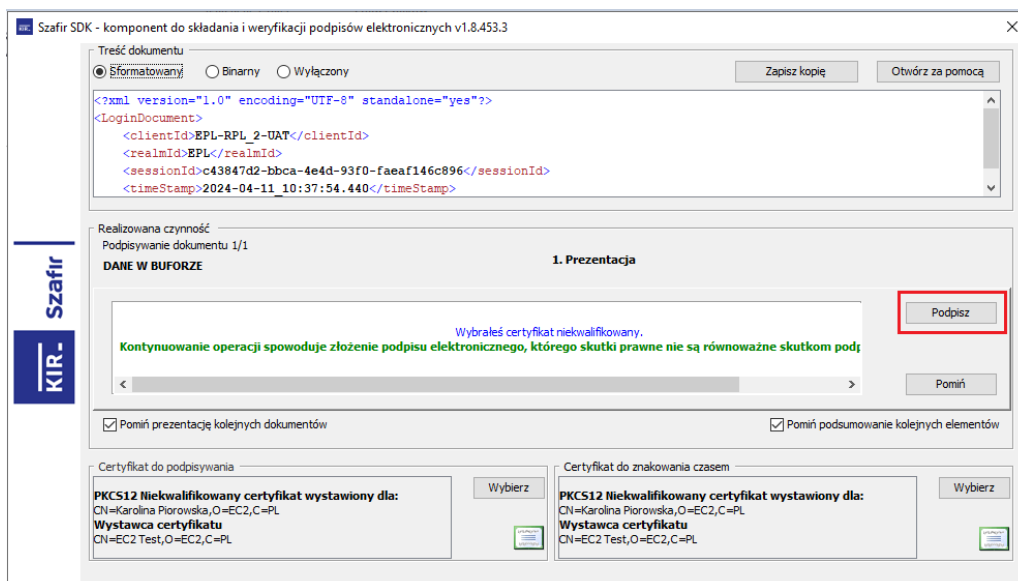 Szafir SDK - komponent do składania i weryfikacji podpisów elektronicznych v1.8.453.3
Treść dokumentu
Sformatowany Binarny Wyłączony Zapisz kopię Otwórz za pomocą
<?xml version="1.0" encoding="UTF-8" standalone="yes"?>
<LoginDocument>
<clientId>EPL-RPL_2-UAT</clientId>
<realmId>EPL</realmId>
<sessionId>c43847d2-bbca-4e4d-93f0-faeaf146c896</sessionId>
<timeStamp>2024-04-11_10:37:54.440</timeStamp>
Realizowana czynność
Podpisywanie dokumentu 1/1
DANE W BUFORZE
1. Prezentacja
Szafir
KIR
Wybrałeś certyfikat niekwalifikowany.
Kontynuowanie operacji spowoduje złożenie podpisu elektronicznego, którego skutki prawne nie są równoważne skutkom
Podpisz
Pomiń
Pomiń prezentację kolejnych dokumentów
Pomiń podsumowanie kolejnych elementów
Certyfikat do podpisywania
Wybierz
PKCS12 Niekwalifikowany certyfikat wystawiony dla:
CN=Karolina Piorowska,O=EC2,C=PL
Wystawca certyfikatu
CN=EC2 Test,O=EC2,C=PL
Certyfikat do znakowania czasem
Wybierz
PKCS12 Niekwalifikowany certyfikat wystawiony dla:
CN=Karolina Piorowska,O=EC2,C=PL
Wystawca certyfikatu
CN=EC2 Test,O=EC2,C=PL